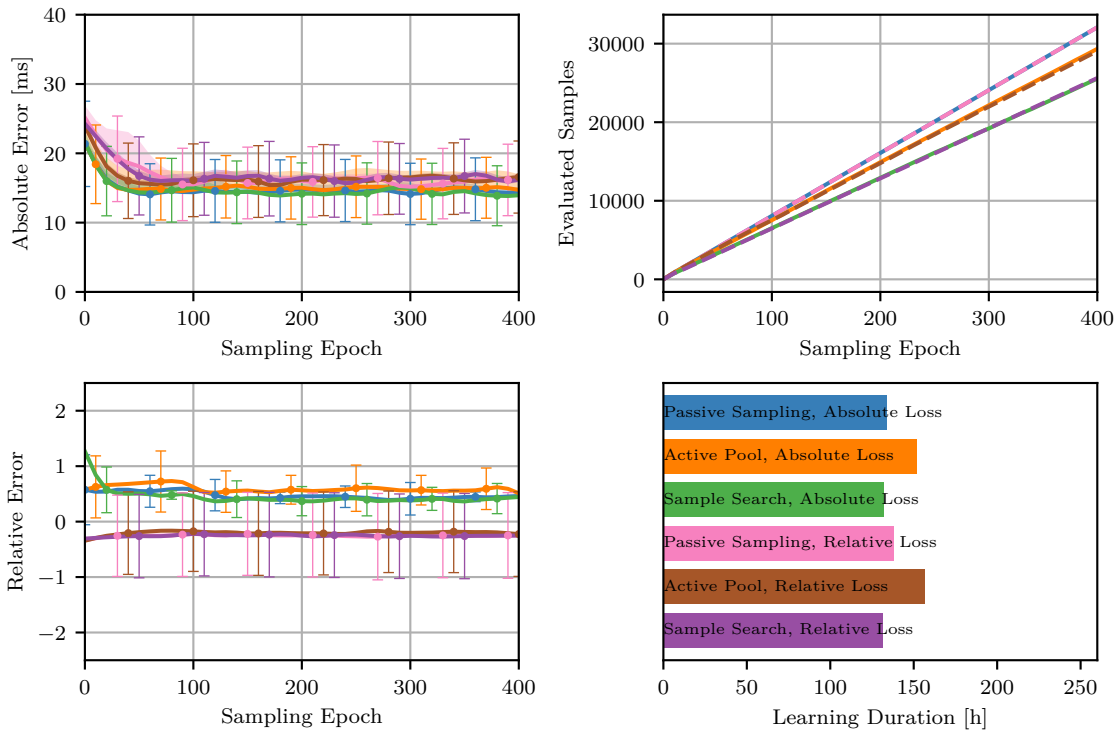 40
30
20
10
0
Absolute Error [ms]
0 100 200 300 400
Sampling Epoch
30000
20000
10000
0
Evaluated Samples
100 200 300 400
Sampling Epoch
2
1
0
−1
−2
Relative Error
0 100 200 300 400
Sampling Epoch
Passive Sampling, Absolute Loss
Active Pool, Absolute Loss
Sample Search, Absolute Loss
Passive Sampling, Relative Loss
Active Pool, Relative Loss
Sample Search, Relative Loss
0 50 100 150 200 250
Learning Duration [h]